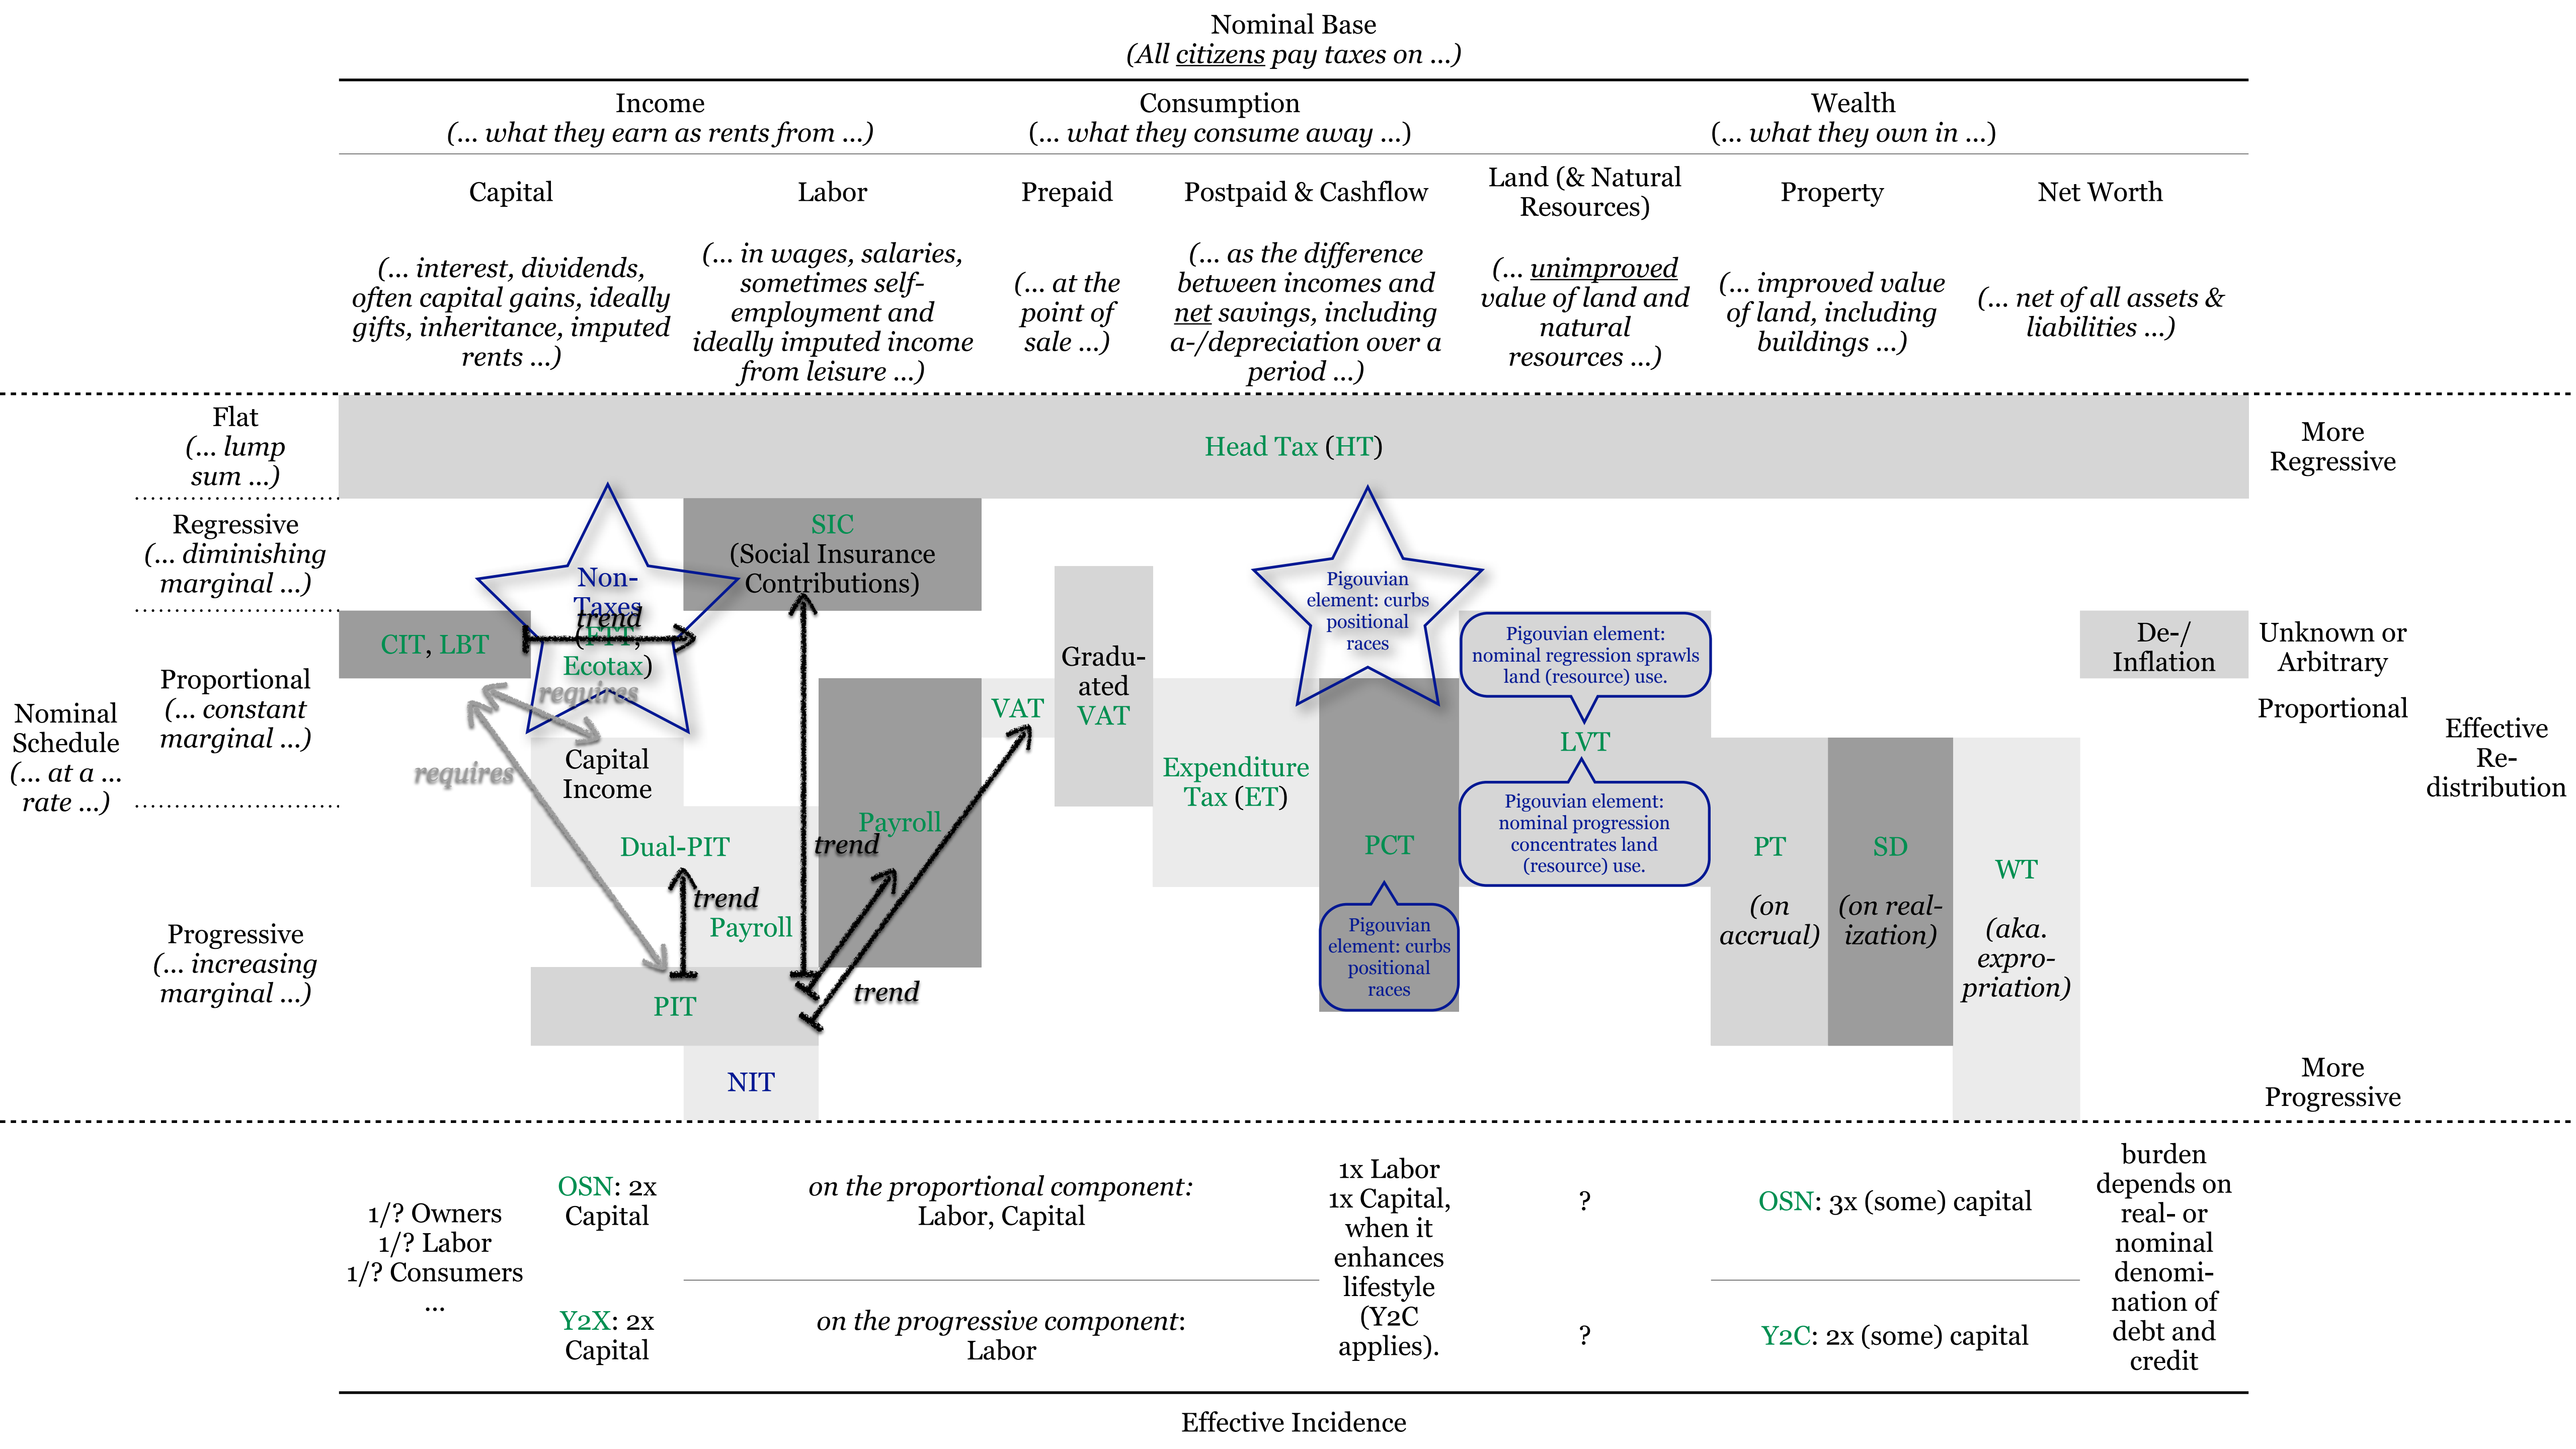 Nominal Base
(All citizens pay taxes on ...)
Income
(... what they earn as rents from ...)
Consumption
(... what they consume away ...)
Wealth
(... what they own in ...)
Capital
Labor
Prepaid
Postpaid & Cashflow
Land (& Natural
Resources)
Property
Net Worth
(... interest, dividends,
often capital gains, ideally
gifts, inheritance, imputed
rents ...)
(... in wages, salaries,
sometimes self-
employment and
ideally imputed income
from leisure ...)
(... at the
point of
sale ...)
(... as the difference
between incomes and
net savings, including
a-/depreciation over a
period ...)
(... unimproved
value of land and
natural
resources ...)
(... improved value
of land, including
buildings ...)
(... net of all assets &
liabilities ...)
Nominal
Schedule
(... at a ...
rate ...)
Flat
(... lump
sum ...)
Regressive
(... diminishing
marginal ...)
Proportional
(... constant
marginal ...)
Progressive
(... increasing
marginal ...)
Head Tax (HT)
SIC
(Social Insurance
Contributions)
Non-
Taxes
(FTT,
Ecotax)
trend
CIT, LBT
requires
requires
Capital
Income
Dual-PIT
trend
Payroll
PIT
NIT
Payroll
trend
trend
VAT
Gradu-
ated
VAT
Expenditure
Tax (ET)
Pigouvian
element: curbs
positional
races
PCT
Pigouvian
element: curbs
positional
races
Pigouvian element:
nominal regression sprawls
land (resource) use.
LVT
Pigouvian element:
nominal progression
concentrates land
(resource) use.
PT
(on
accrual)
SD
(on real-
ization)
WT
(aka.
expro-
priation)
De-/
Inflation
More
Regressive
Unknown or
Arbitrary
Proportional
More
Progressive
Effective
Re-
distribution
1/? Owners
1/? Labor
1/? Consumers
...
OSN: 2x
Capital
Y2X: 2x
Capital
on the proportional component:
Labor, Capital
on the progressive component:
Labor
1x Labor
1x Capital,
when it
enhances
lifestyle
(Y2C
applies).
?
?
OSN: 3x (some) capital
Y2C: 2x (some) capital
burden
depends on
real- or
nominal
denomi-
nation of
debt and
credit
Effective Incidence